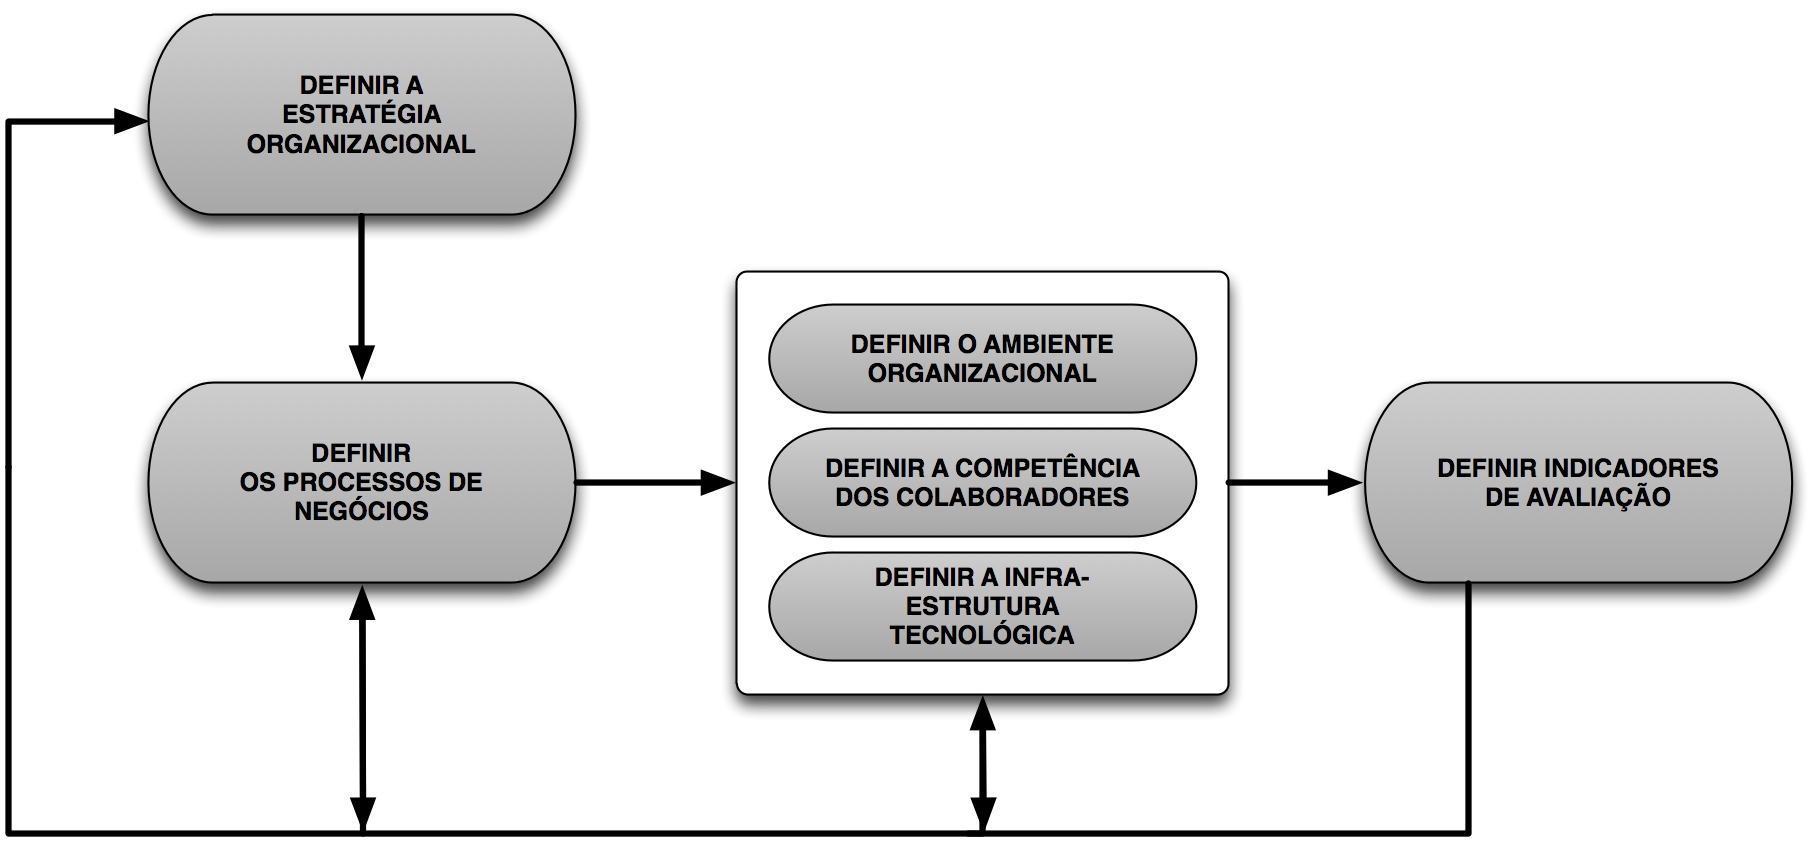 DEFINIR A
ESTRATÉGIA
ORGANIZACIONAL
DEFINIR
OS PROCESSOS DE
NEGÓCIOS
DEFINIR O AMBIENTE
ORGANIZACIONAL
DEFINIR A COMPETÊNCIA
DOS COLABORADORES
DEFINIR A INFRA-
ESTRUTURA
TECNOLÓGICA
DEFINIR INDICADORES
DE AVALIAÇÃO